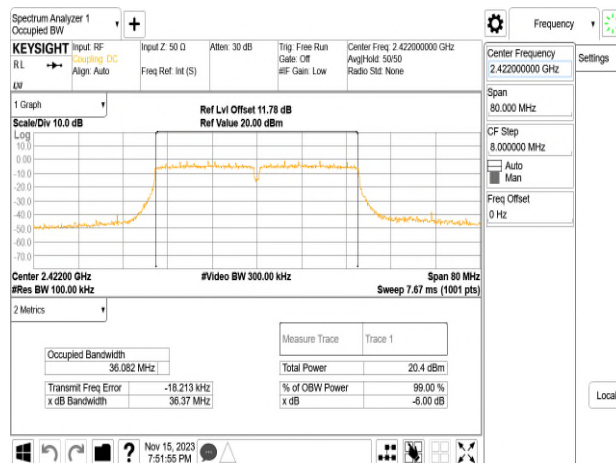 Spectrum Analyzer 1
Occupied BW
+
Frequency
KEYSIGHT
Input: RF
Coupling: DC
Align: Auto
RL
Input Z: 50 Ω
Freq Ref: Int (S)
Atten: 30 dB
Trig: Free Run
Gate: Off
#IF Gain: Low
Center Freq: 2.422000000 GHz
Avg|Hold: 50/50
Radio Std: None
Center Frequency
2.422000000 GHz
Settings
Span
80.000 MHz
CF Step
8.000000 MHz
Auto
Man
Freq Offset
0 Hz
Local
1 Graph
Scale/Div 10.0 dB
Ref Lvl Offset 11.78 dB
Ref Value 20.00 dBm
Log
10.0
0.00
-10.0
-20.0
-30.0
-40.0
-50.0
-60.0
-70.0
Center 2.42200 GHz
#Res BW 100.00 kHz
#Video BW 300.00 kHz
Span 80 MHz
Sweep 7.67 ms (1001 pts)
2 Metrics
Measure Trace Trace 1
Occupied Bandwidth
36.082 MHz
Total Power 20.4 dBm
Transmit Freq Error -18.213 kHz
% of OBW Power 99.00 %
x dB Bandwidth 36.37 MHz
x dB -6.00 dB
?
Nov 15, 2023
7:51:55 PM